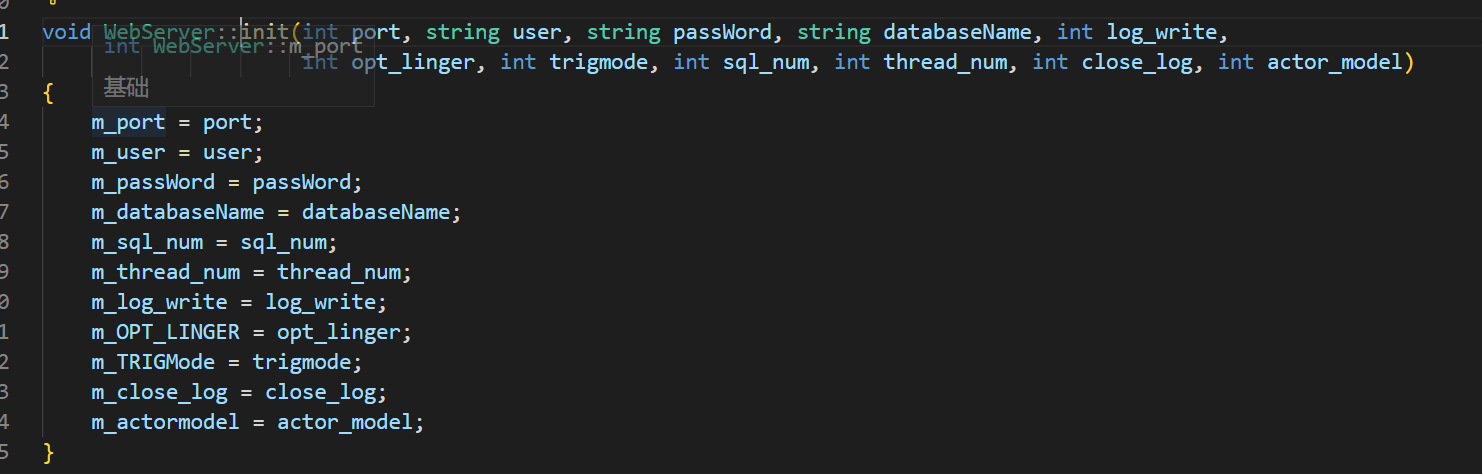 1 void WebServer::init(int port, string user, string passWord, string databaseName, int log_write,
int WebServer::m_port
2 int opt_linger, int trigmode, int sql_num, int thread_num, int close_log, int actor_model)
基础
3 {
4 m_port = port;
5 m_user = user;
6 m_passWord = passWord;
7 m_databaseName = databaseName;
8 m_sql_num = sql_num;
9 m_thread_num = thread_num;
0 m_log_write = log_write;
1 m_OPT_LINGER = opt_linger;
2 m_TRIGMode = trigmode;
3 m_close_log = close_log;
4 m_actormodel = actor_model;
5 }